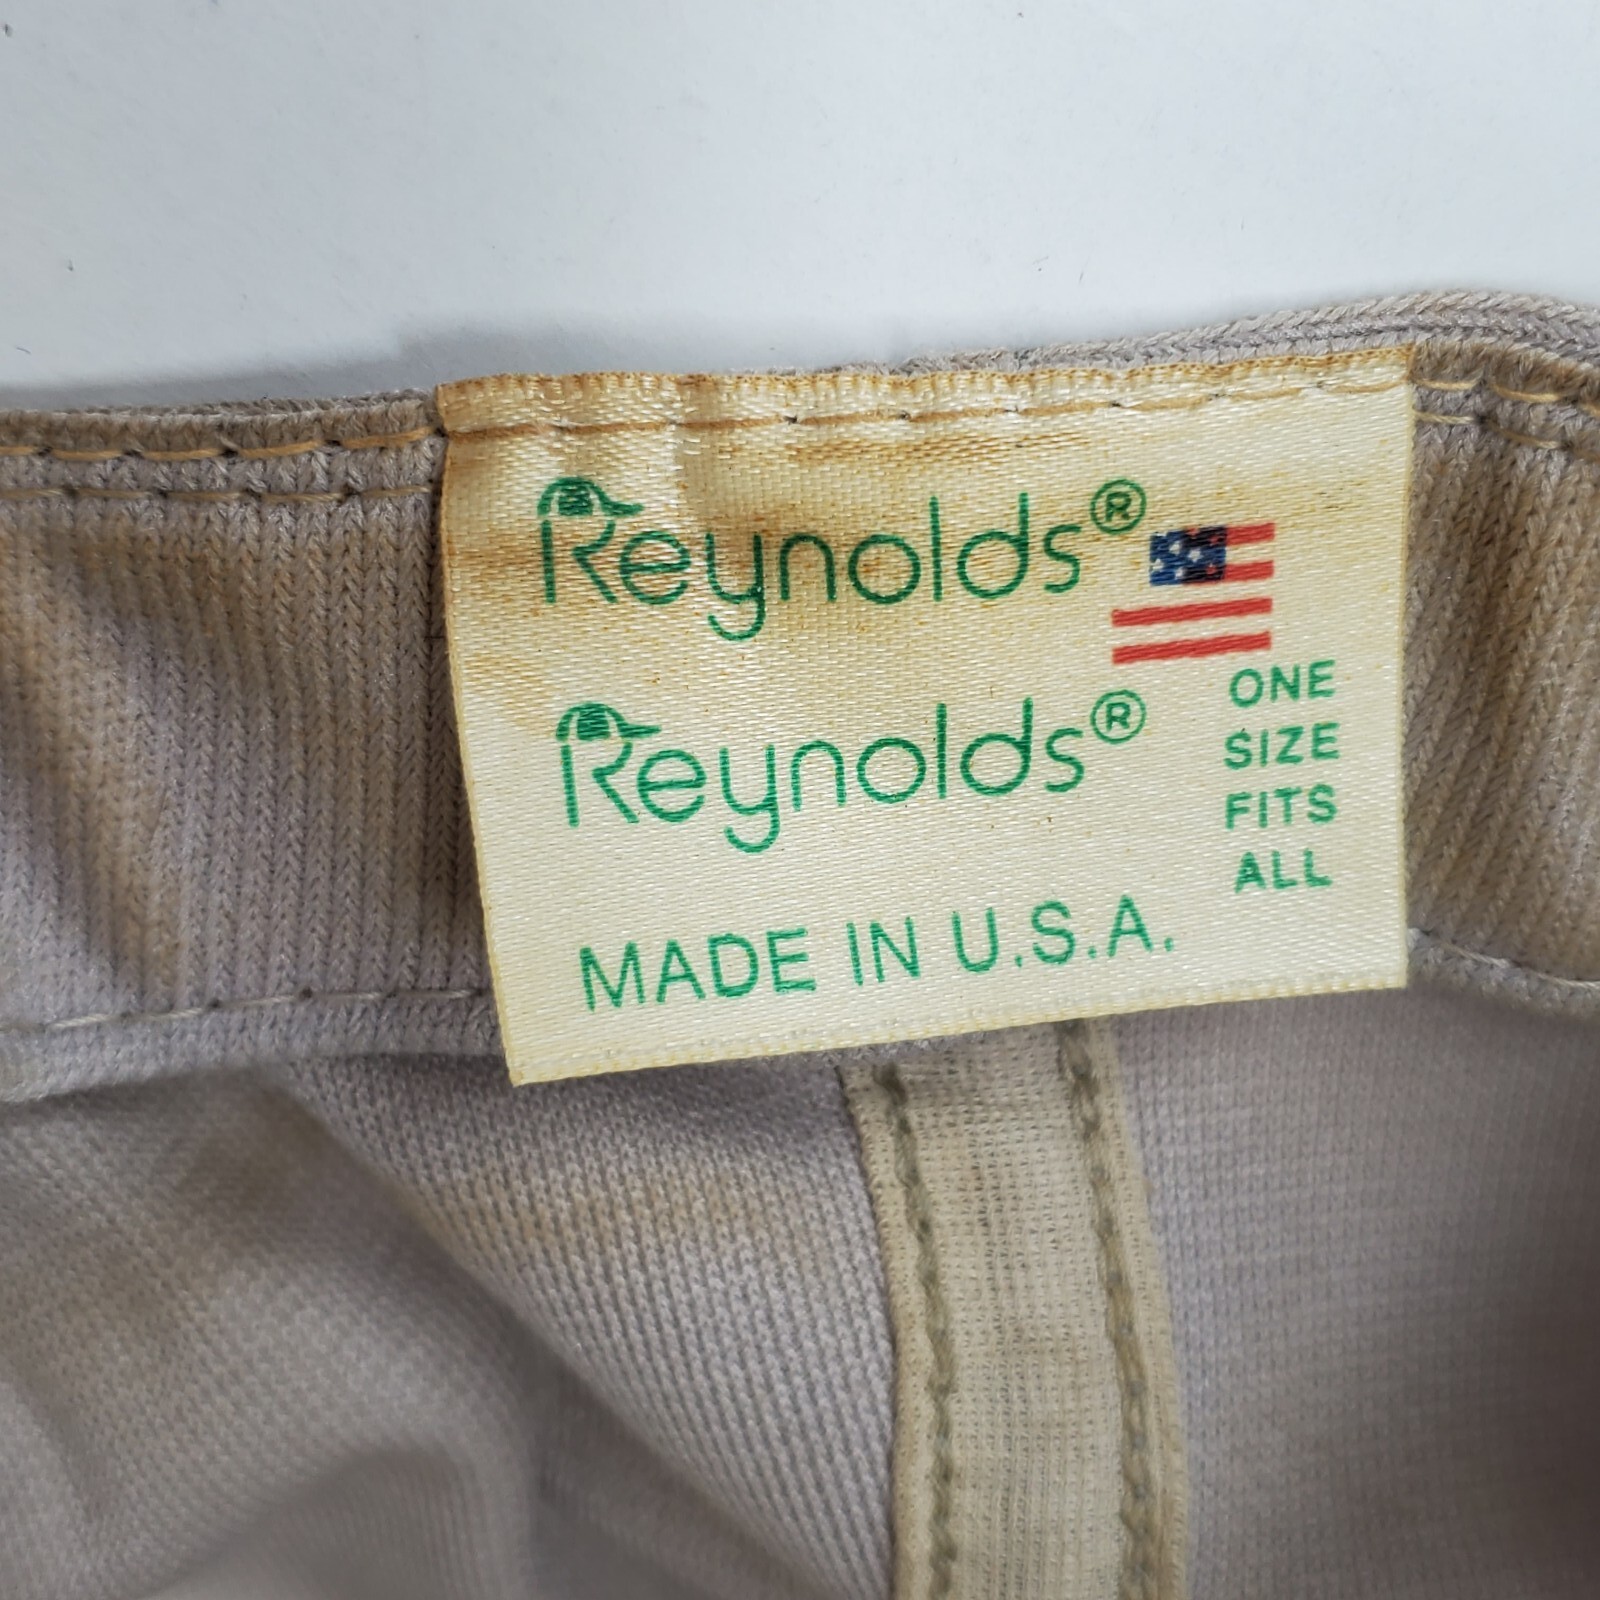 Reynolds®
Reynolds®
ONE
SIZE
FITS
ALL
MADE IN U.S.A.